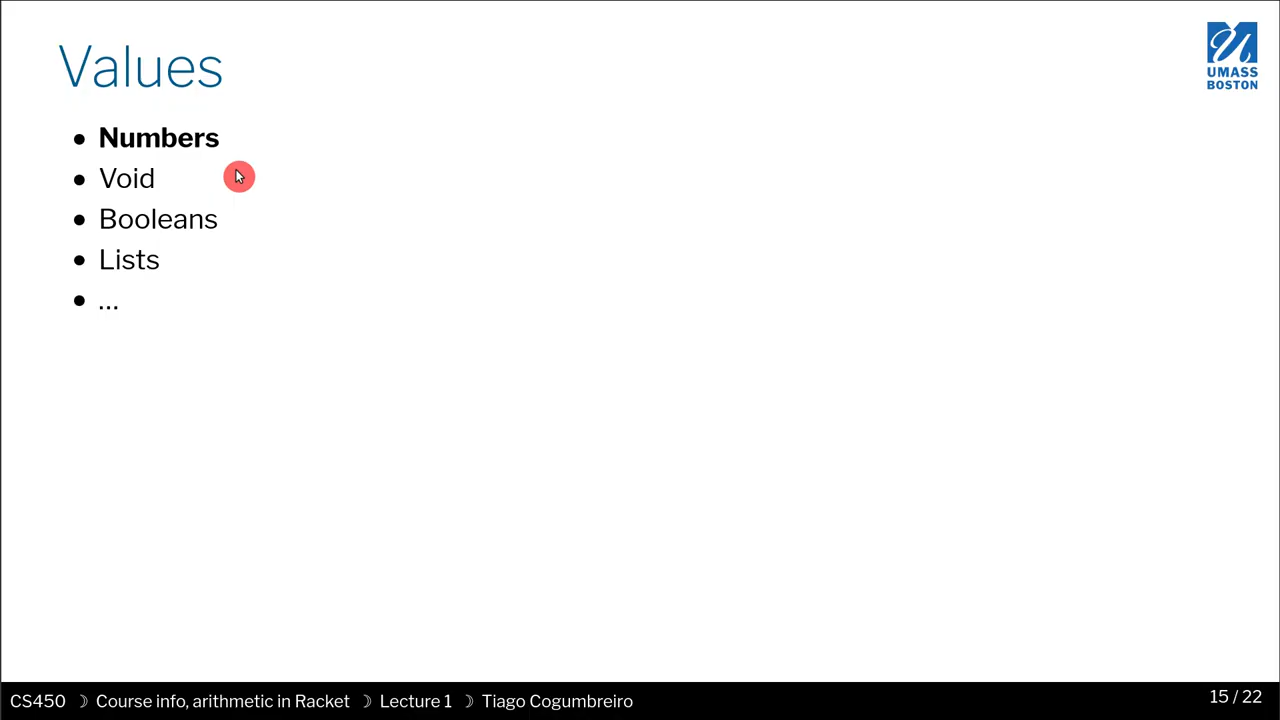 Values
UMASS
BOSTON
• Numbers
• Void
• Booleans
• Lists
• ...
CS450 ☽ Course info, arithmetic in Racket ☽ Lecture 1 ☽ Tiago Cogumbreiro
15 / 22